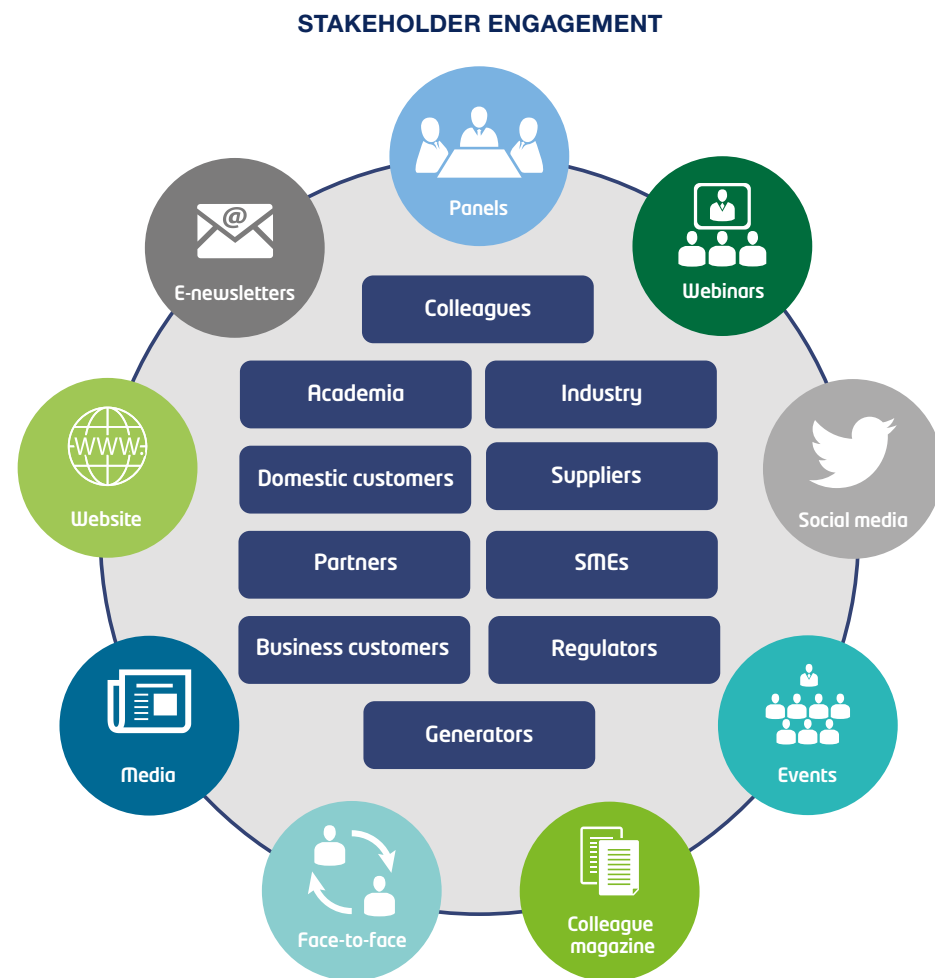 STAKEHOLDER ENGAGEMENT
Panels
@
E-newsletters
Webinars
Colleagues
Academia
Industry
WWW.
Website
Domestic customers
Suppliers
Social media
Partners
SMEs
Business customers
Regulators
Media
Generators
Events
Face-to-face
Colleague
magazine